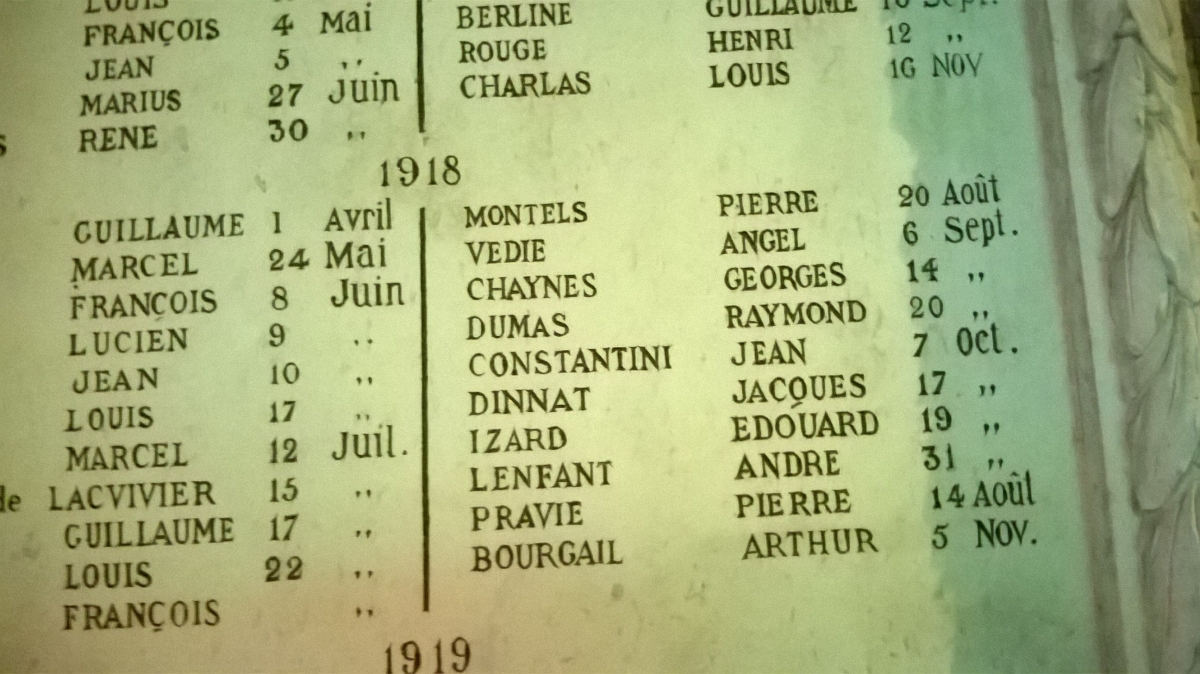 LOUIS
FRANÇOIS 4 Mai
JEAN 5 ,,
MARIUS 27 Juin
RENE 30 ,,
BERLINE GUILLAUME Sept.
ROUGE HENRI 12 ,,
CHARLAS LOUIS 16 NOV
1918
GUILLAUME 1 Avril
MARCEL 24 Mai
FRANÇOIS 8 Juin
LUCIEN 9 ,,
JEAN 10 ,,
LOUIS 17 ,,
MARCEL 12 Juil.
de LACVIVIER 15 ,,
GUILLAUME 17 ,,
LOUIS 22 ,,
FRANÇOIS ,,
MONTELS PIERRE 20 Août
VEDIE ANGEL 6 Sept.
CHAYNES GEORGES 14 ,,
DUMAS RAYMOND 20 ,,
CONSTANTINI JEAN 7 Oct.
DINNAT JACQUES 17 ,,
IZARD EDOUARD 19 ,,
LENFANT ANDRE 31 ,,
PRAVIE PIERRE 14 Août
BOURGAIL ARTHUR 5 NOV.
1919